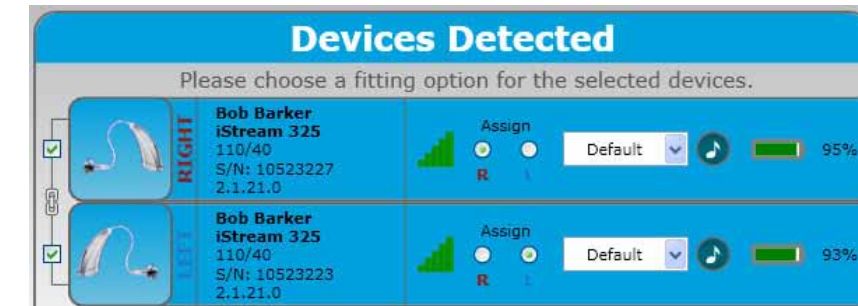 Devices Detected
Please choose a fitting option for the selected devices.
RIGHT
Bob Barker
iStream 325
110/40
S/N: 10523227
2.1.21.0
Assign
R L
Default
95%
LEFT
Bob Barker
iStream 325
110/40
S/N: 10523223
2.1.21.0
Assign
R L
Default
93%